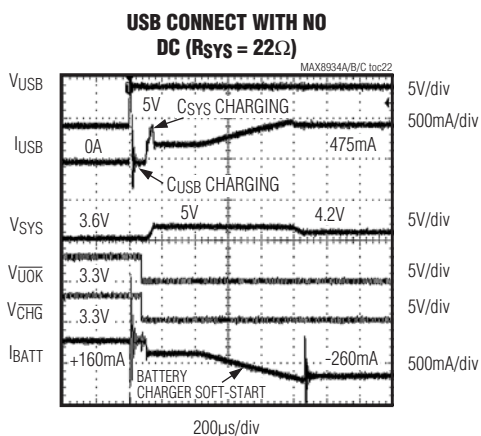 USB CONNECT WITH NO
DC (RSYS = 22Ω)
MAX8934A/B/C toc22
VUSB
5V/div
5V
CSYS CHARGING
500mA/div
IUSB
0A
475mA
CUSB CHARGING
VSYS
3.6V
5V
4.2V
5V/div
VUOK
3.3V
5V/div
VCHG
3.3V
5V/div
IBATT
+160mA
-260mA
500mA/div
BATTERY
CHARGER SOFT-START
200μs/div